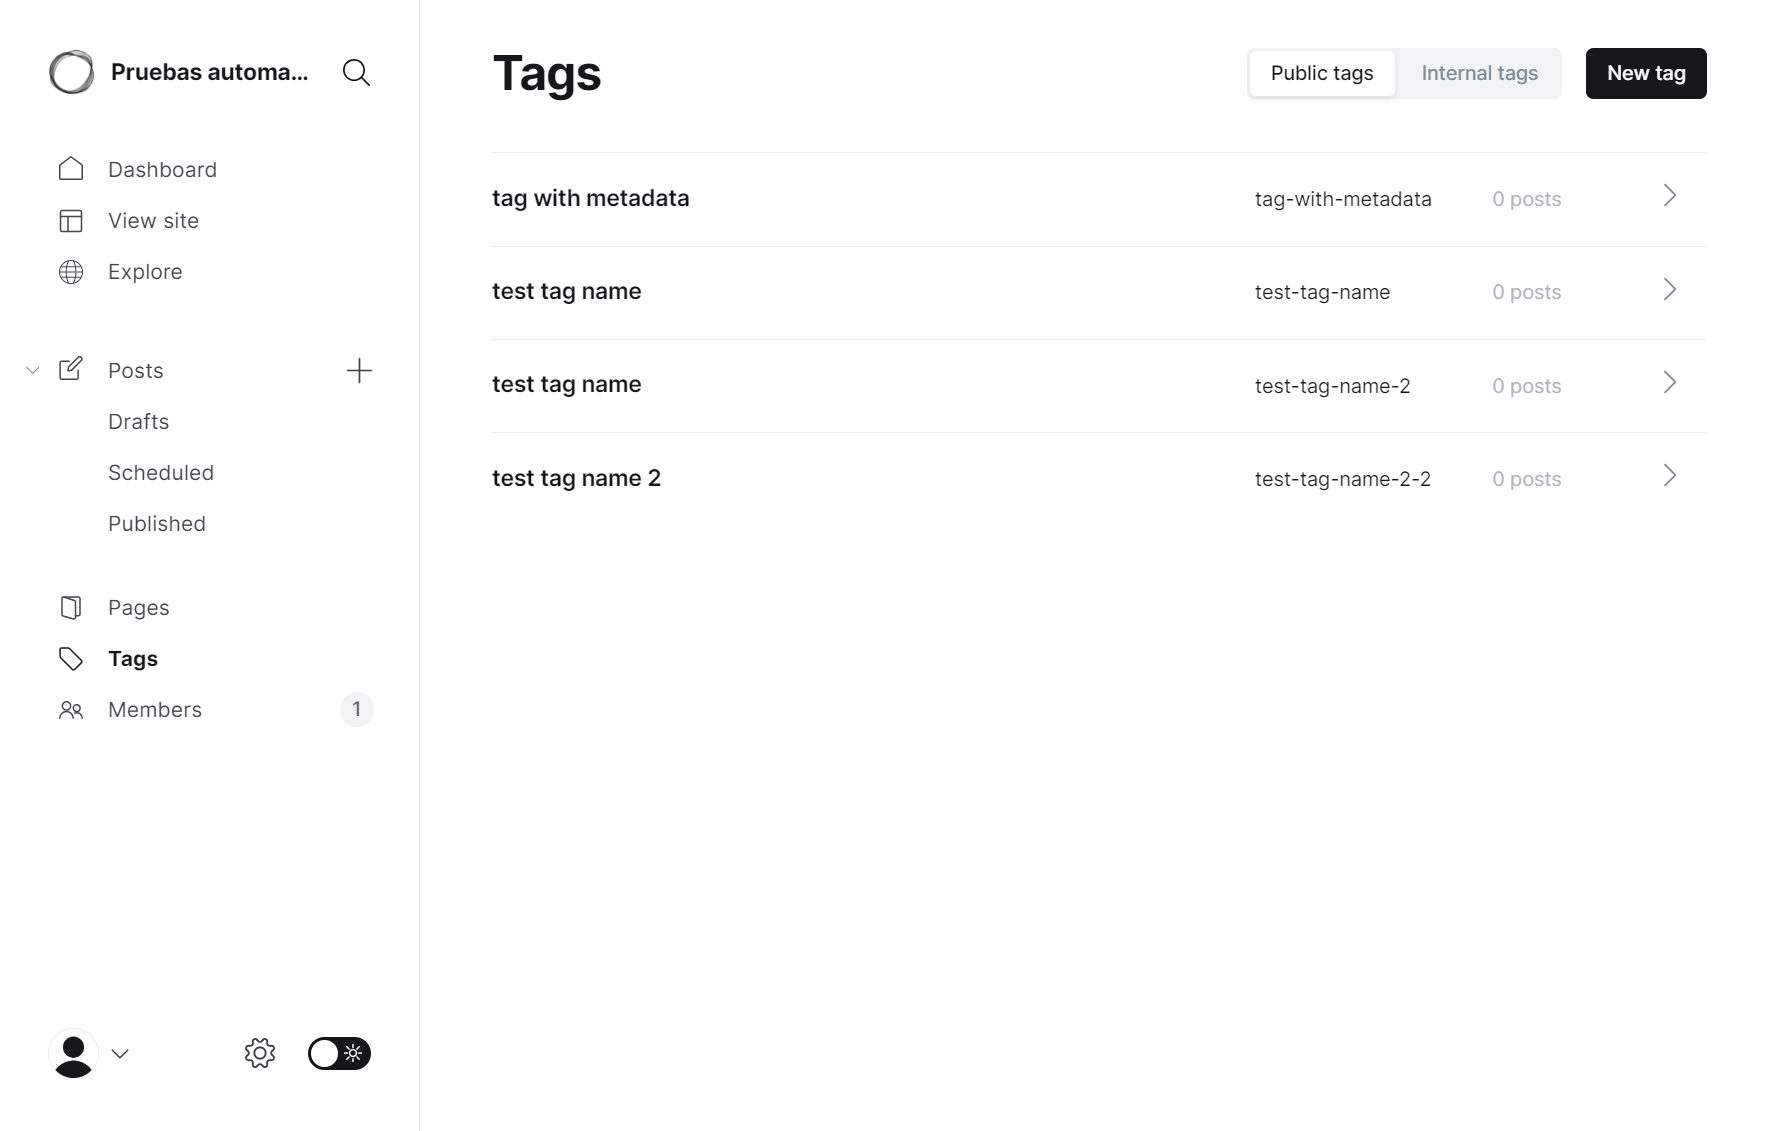 Pruebas automa...
Dashboard
View site
Explore
Posts
Drafts
Scheduled
Published
Pages
Tags
Members 1
Tags
Public tags Internal tags New tag
tag with metadata tag-with-metadata 0 posts
test tag name test-tag-name 0 posts
test tag name test-tag-name-2 0 posts
test tag name 2 test-tag-name-2-2 0 posts